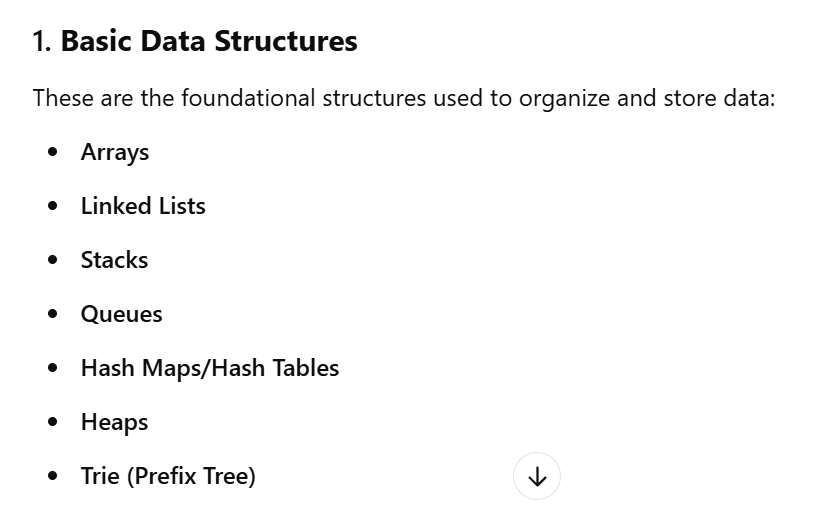 1. Basic Data Structures
These are the foundational structures used to organize and store data:
• Arrays
• Linked Lists
• Stacks
• Queues
• Hash Maps/Hash Tables
• Heaps
• Trie (Prefix Tree)